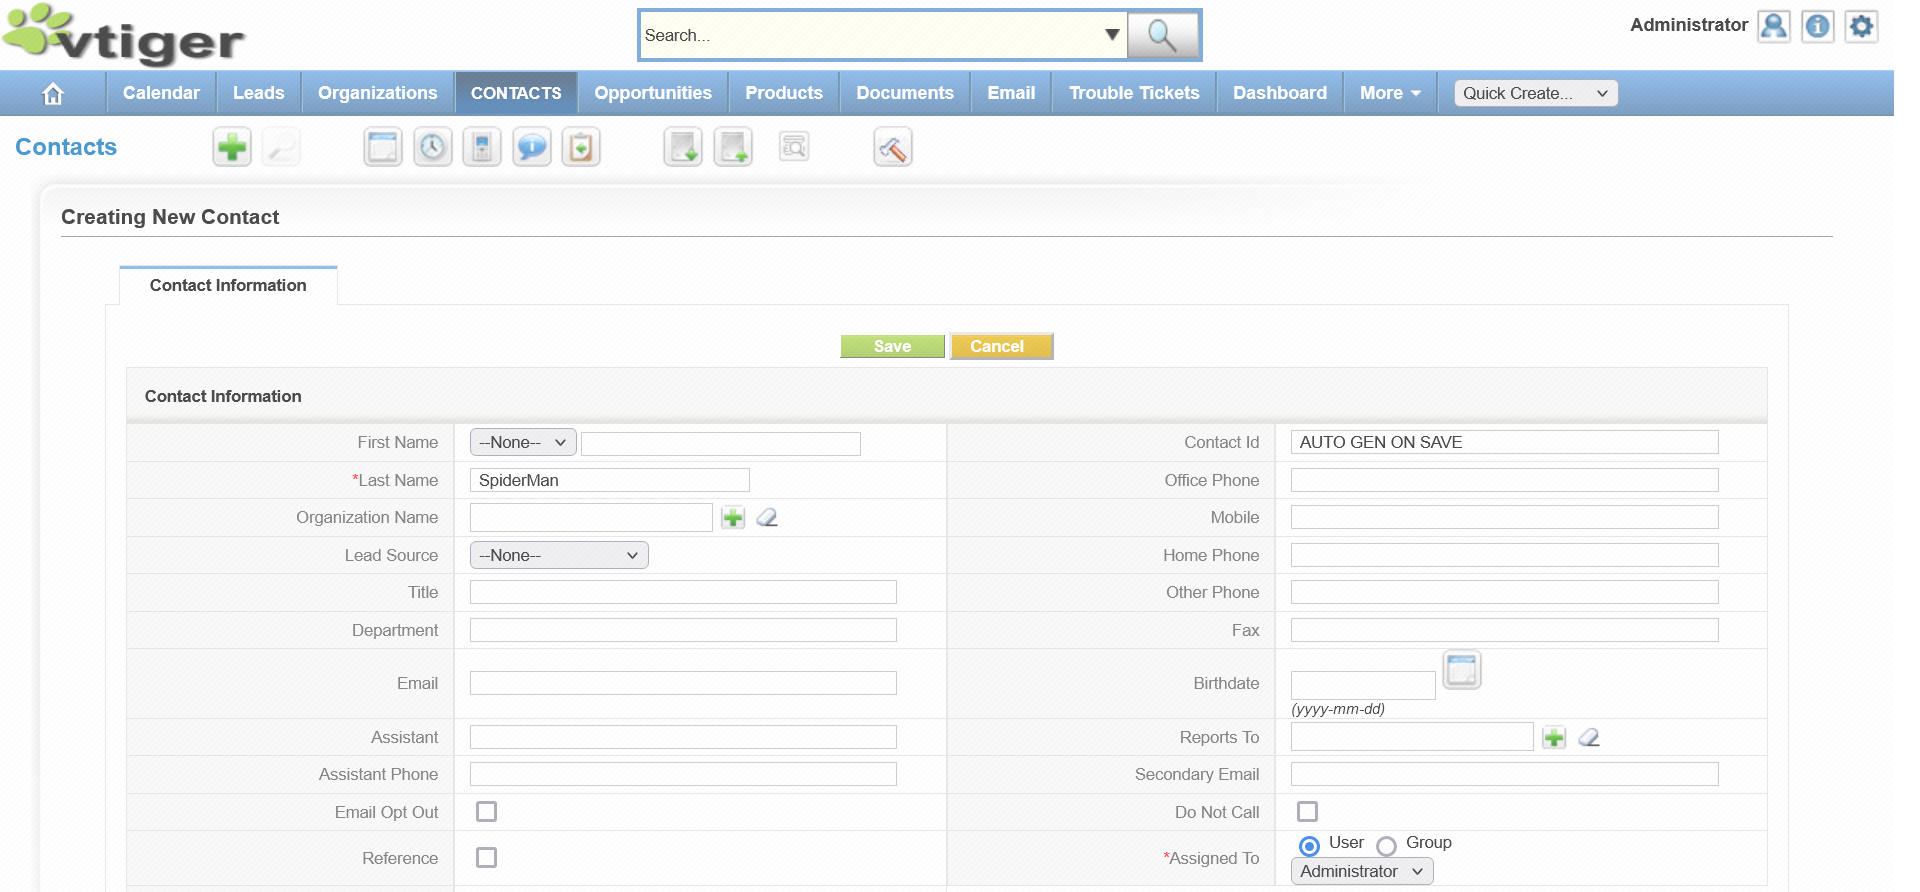 vtiger
Search...
Administrator
Calendar Leads Organizations CONTACTS Opportunities Products Documents Email Trouble Tickets Dashboard More Quick Create...
Contacts
Creating New Contact
Contact Information
Save Cancel
Contact Information
First Name --None-- Contact Id AUTO GEN ON SAVE
*Last Name SpiderMan Office Phone
Organization Name Mobile
Lead Source --None-- Home Phone
Title Other Phone
Department Fax
Email Birthdate
(yyyy-mm-dd)
Assistant Reports To
Assistant Phone Secondary Email
Email Opt Out Do Not Call
Reference *Assigned To User Group
Administrator